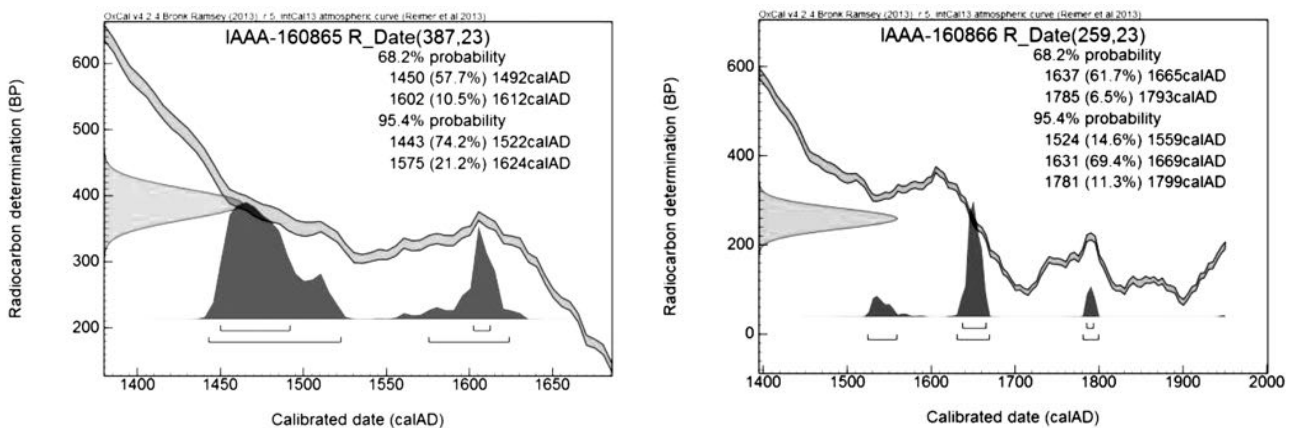 OxCal v4.2.4 Bronk Ramsey (2013); r:5 IntCal13 atmospheric curve (Reimer et al 2013)
IAAA-160865 R_Date(387,23)
68.2% probability
1450 (57.7%) 1492calAD
1602 (10.5%) 1612calAD
95.4% probability
1443 (74.2%) 1522calAD
1575 (21.2%) 1624calAD
Radiocarbon determination (BP)
600
500
400
300
200
1400
1450
1500
1550
1600
1650
Calibrated date (calAD)
OxCal v4.2.4 Bronk Ramsey (2013); r:5 IntCal13 atmospheric curve (Reimer et al 2013)
IAAA-160866 R_Date(259,23)
68.2% probability
1637 (61.7%) 1665calAD
1785 (6.5%) 1793calAD
95.4% probability
1524 (14.6%) 1559calAD
1631 (69.4%) 1669calAD
1781 (11.3%) 1799calAD
Radiocarbon determination (BP)
600
400
200
0
1400
1500
1600
1700
1800
1900
2000
Calibrated date (calAD)